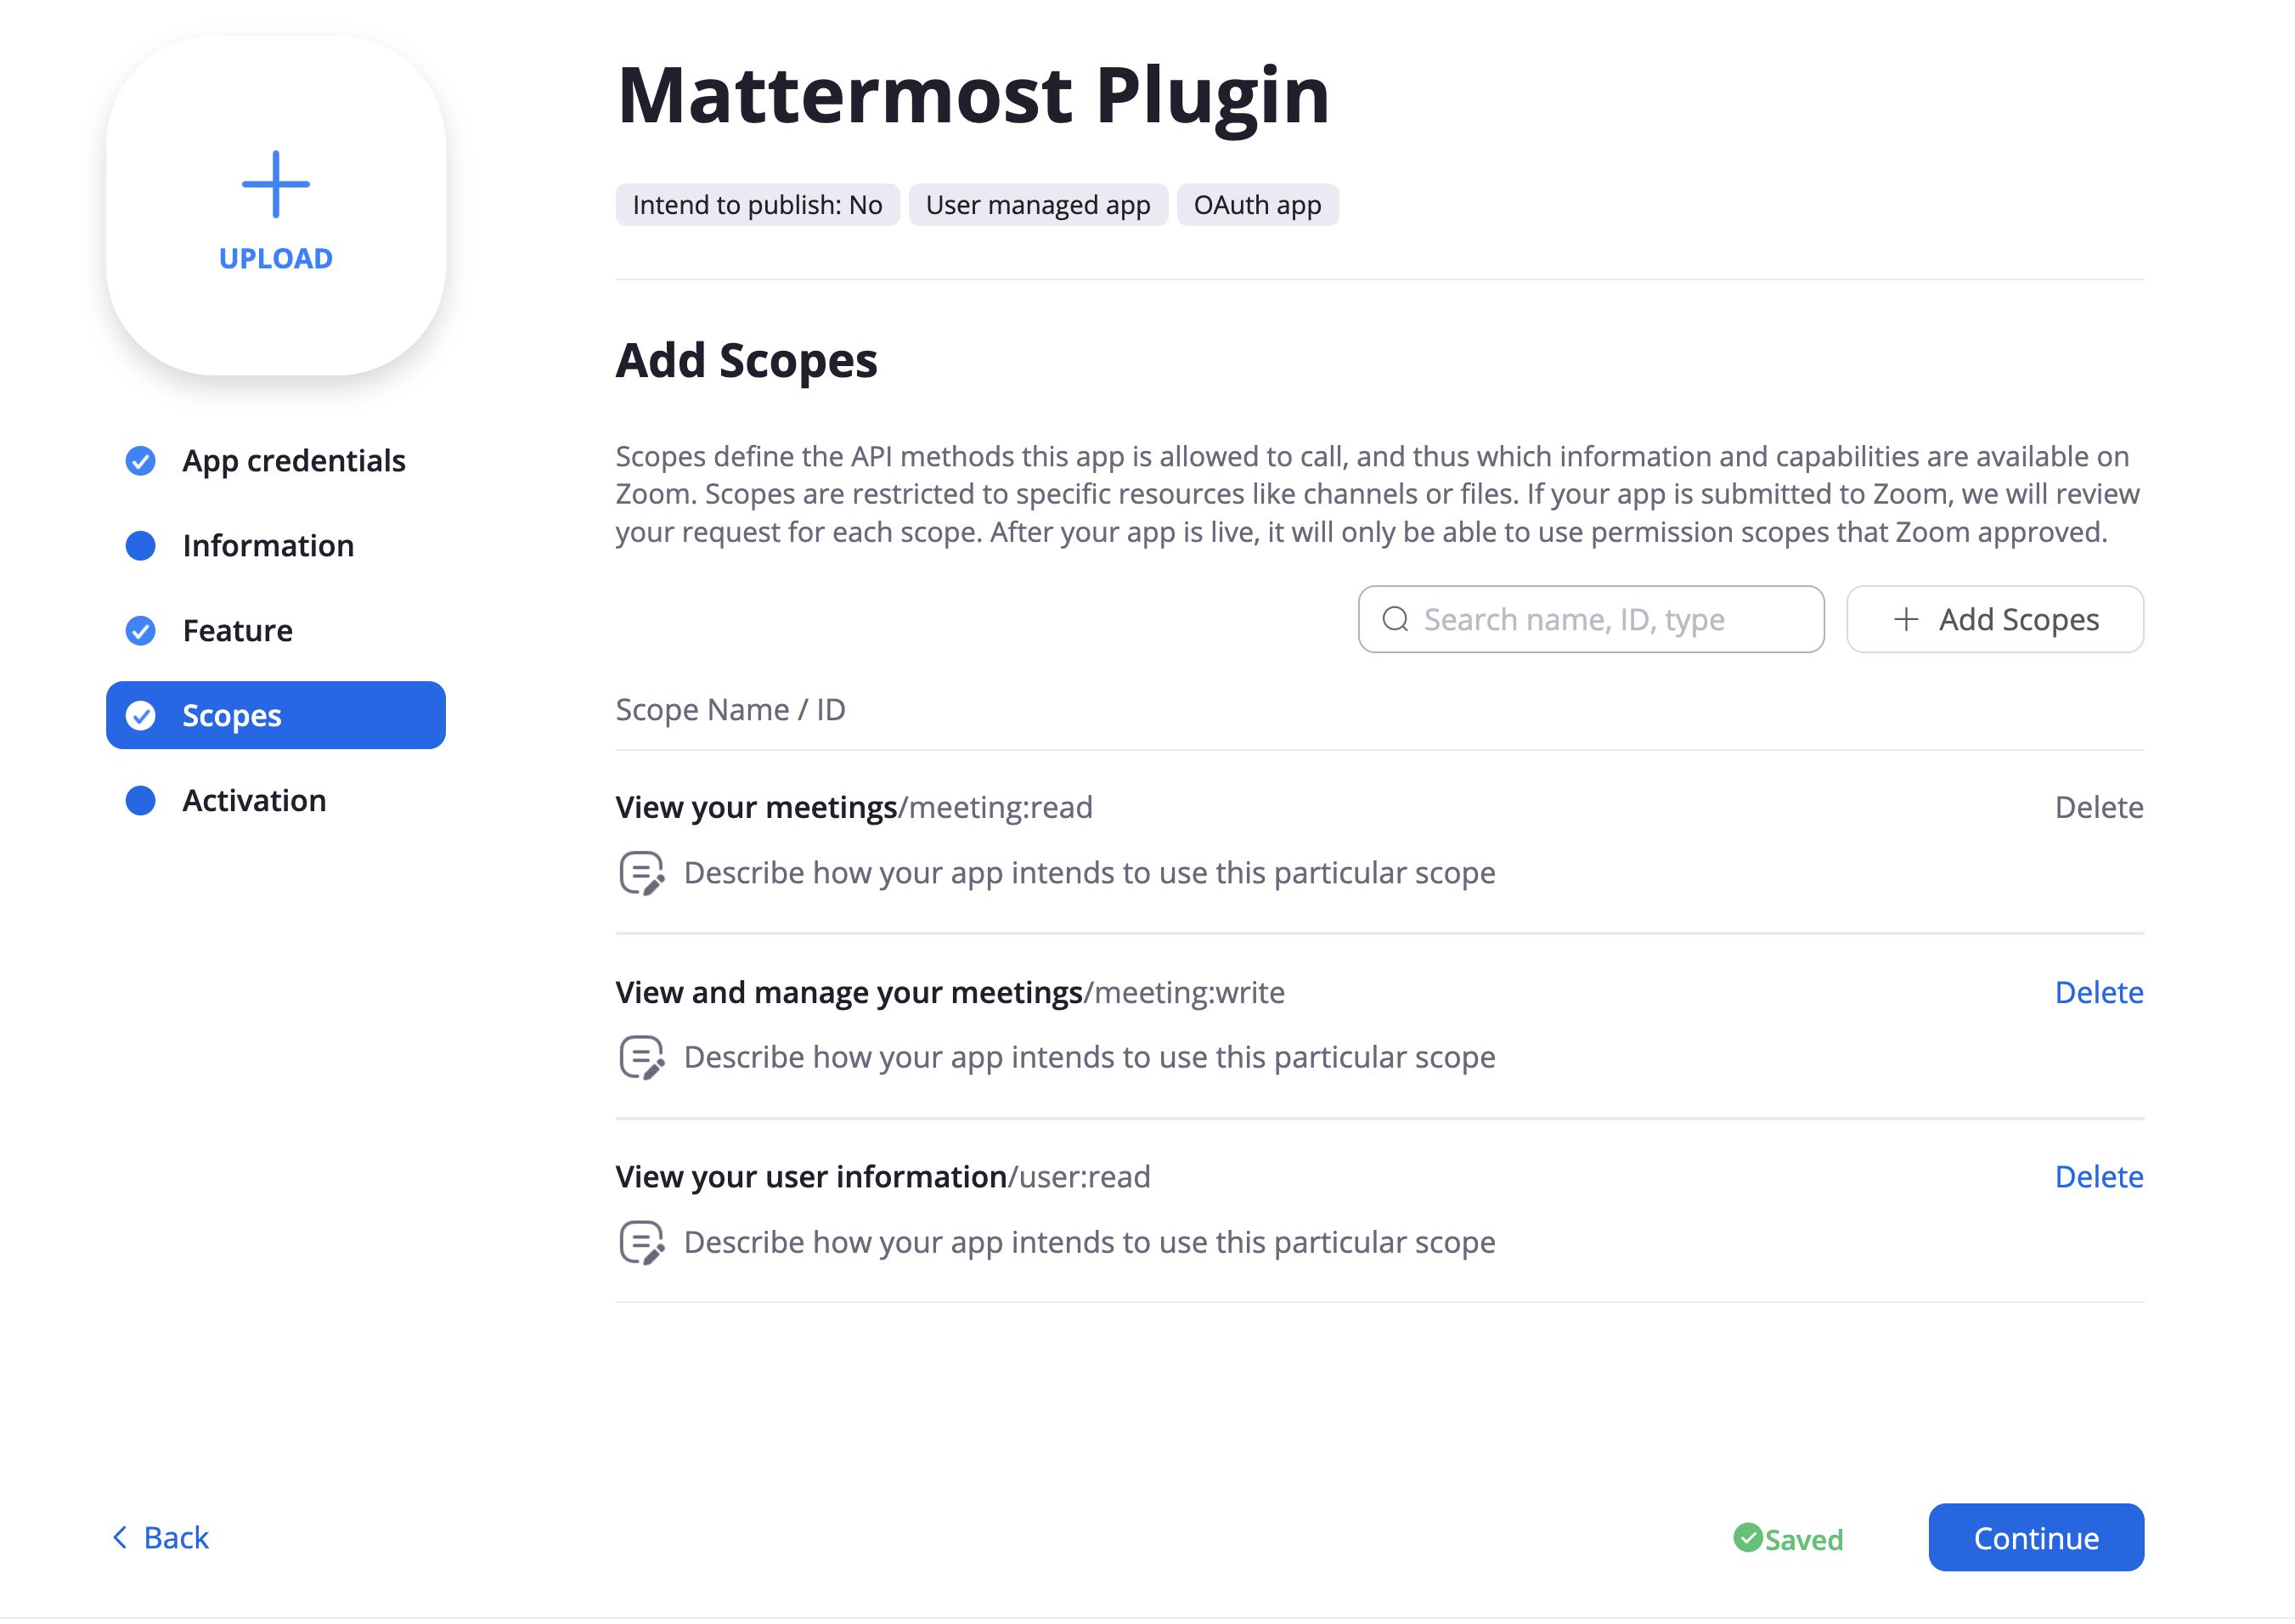 UPLOAD
App credentials
Information
Feature
Scopes
Activation
Mattermost Plugin
Intend to publish: No
User managed app
OAuth app
Add Scopes
Scopes define the API methods this app is allowed to call, and thus which information and capabilities are available on
Zoom. Scopes are restricted to specific resources like channels or files. If your app is submitted to Zoom, we will review
your request for each scope. After your app is live, it will only be able to use permission scopes that Zoom approved.
Search name, ID, type
Add Scopes
Scope Name / ID
View your meetings/meeting:read
Delete
Describe how your app intends to use this particular scope
View and manage your meetings/meeting:write
Delete
Describe how your app intends to use this particular scope
View your user information/user:read
Delete
Describe how your app intends to use this particular scope
Back
Saved
Continue